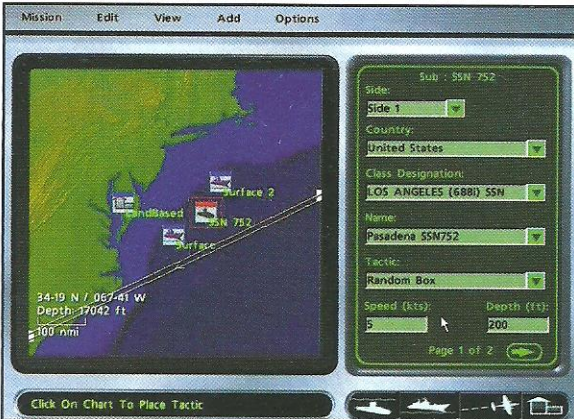 Mission Edit View Add Options
Sub : SSN 752
Side:
Side 1
Country:
United States
Class Designation:
LOS ANGELES (688i) SSN
Name:
Pasadena SSN752
Tactic:
Random Box
Speed (kts): Depth (ft):
5 200
Page 1 of 2
Surface 2
LandBased
SSN 752
Surface
34-19 N / 067-41 W
Depth: 17042 ft
100 nmi
Click On Chart To Place Tactic